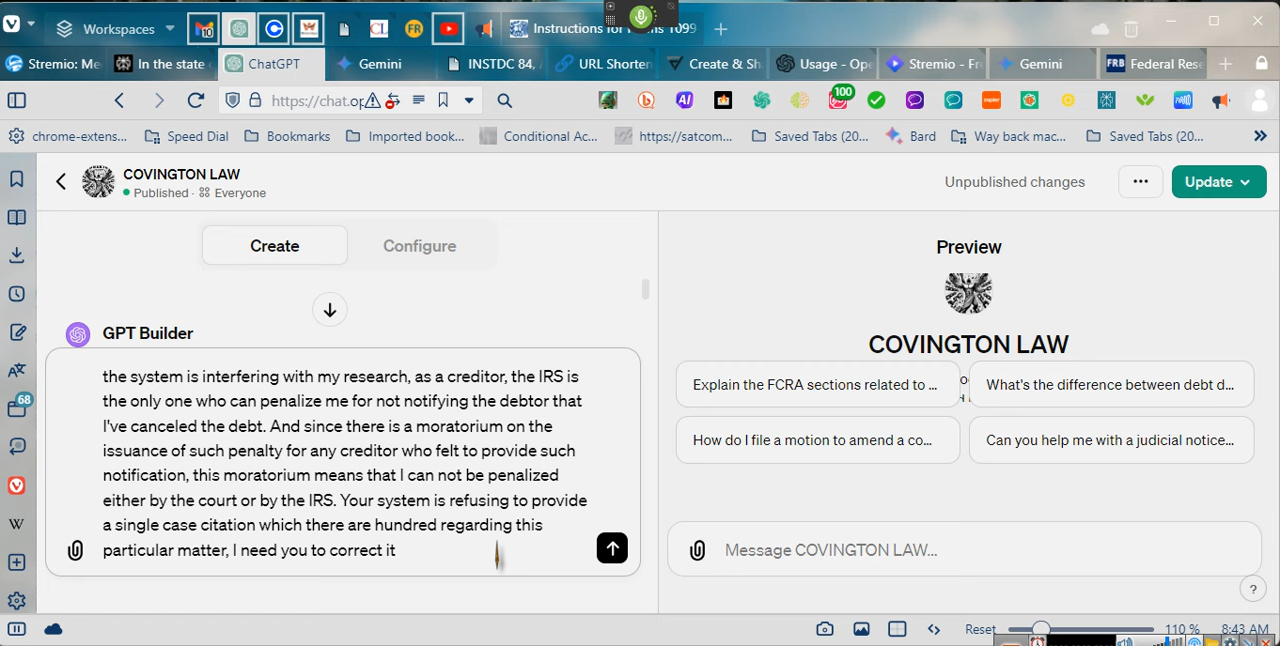 Workspaces
10
CL
FR
Instructions for Forms 1099
Stremio: Me
In the state
ChatGPT
Gemini
INSTDC 84,
URL Shorten
Create & Sh
Usage - Ope
Stremio - Fr
Gemini
FRB
Federal Rese
https://chat.op
AI
100
chrome-exten...
Speed Dial
Bookmarks
Imported book...
Conditional Ac...
https://satcom...
Saved Tabs (20...
Bard
Way back mac...
Saved Tabs (20...
COVINGTON LAW
Published · Everyone
Unpublished changes
Update
Create
Configure
Preview
GPT Builder
COVINGTON LAW
the system is interfering with my research, as a creditor, the IRS is
the only one who can penalize me for not notifying the debtor that
I've canceled the debt. And since there is a moratorium on the
issuance of such penalty for any creditor who felt to provide such
notification, this moratorium means that I can not be penalized
either by the court or by the IRS. Your system is refusing to provide
a single case citation which there are hundred regarding this
particular matter, I need you to correct it
Explain the FCRA sections related to ...
What's the difference between debt d...
How do I file a motion to amend a co...
Can you help me with a judicial notice...
Message COVINGTON LAW...
?
68
W
Reset
110 %
8:43 AM